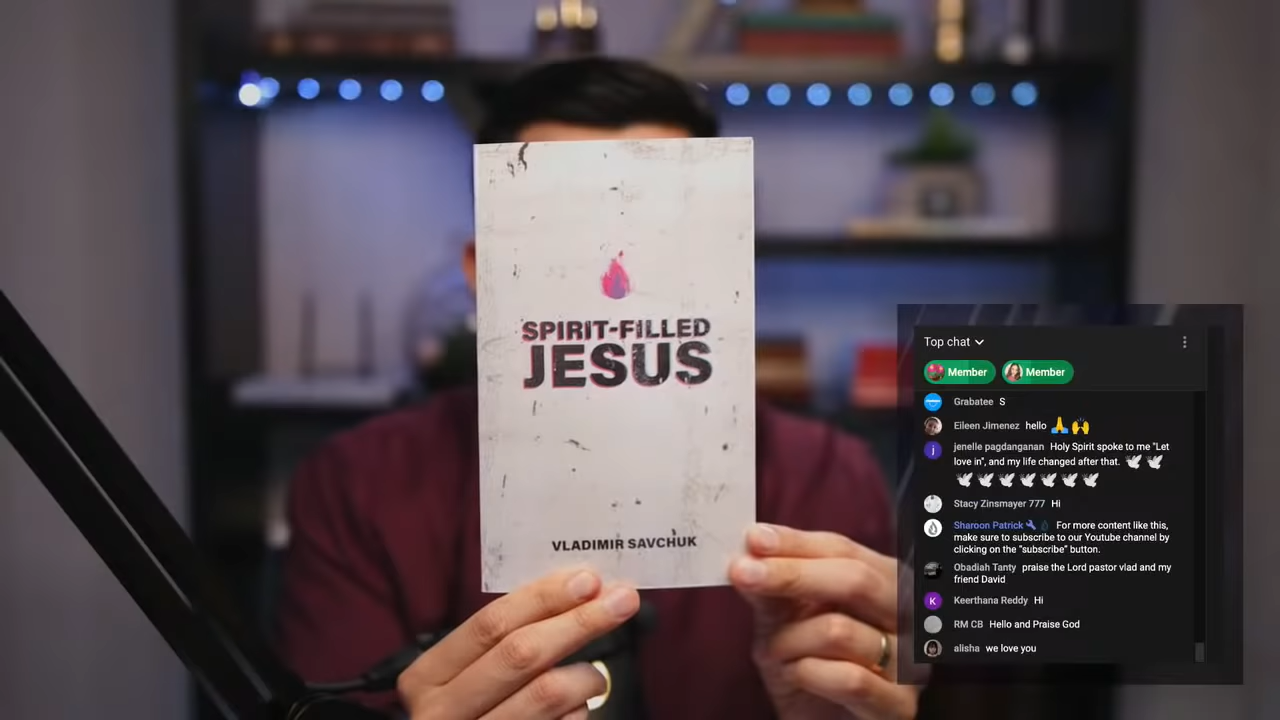 SPIRIT-FILLED
JESUS
VLADIMIR SAVCHUK
Top chat
Member Member
Grabatee S
Eileen Jimenez hello 🙏 🙌
j
jenelle pagdanganan Holy Spirit spoke to me "Let
love in", and my life changed after that. 🕊 🕊
🕊 🕊 🕊 🕊 🕊 🕊 🕊
Stacy Zinsmayer 777 Hi
Sharoon Patrick For more content like this,
make sure to subscribe to our Youtube channel by
clicking on the "subscribe" button.
Obadiah Tanty praise the Lord pastor vlad and my
friend David
K Keerthana Reddy Hi
RM CB Hello and Praise God
alisha we love you